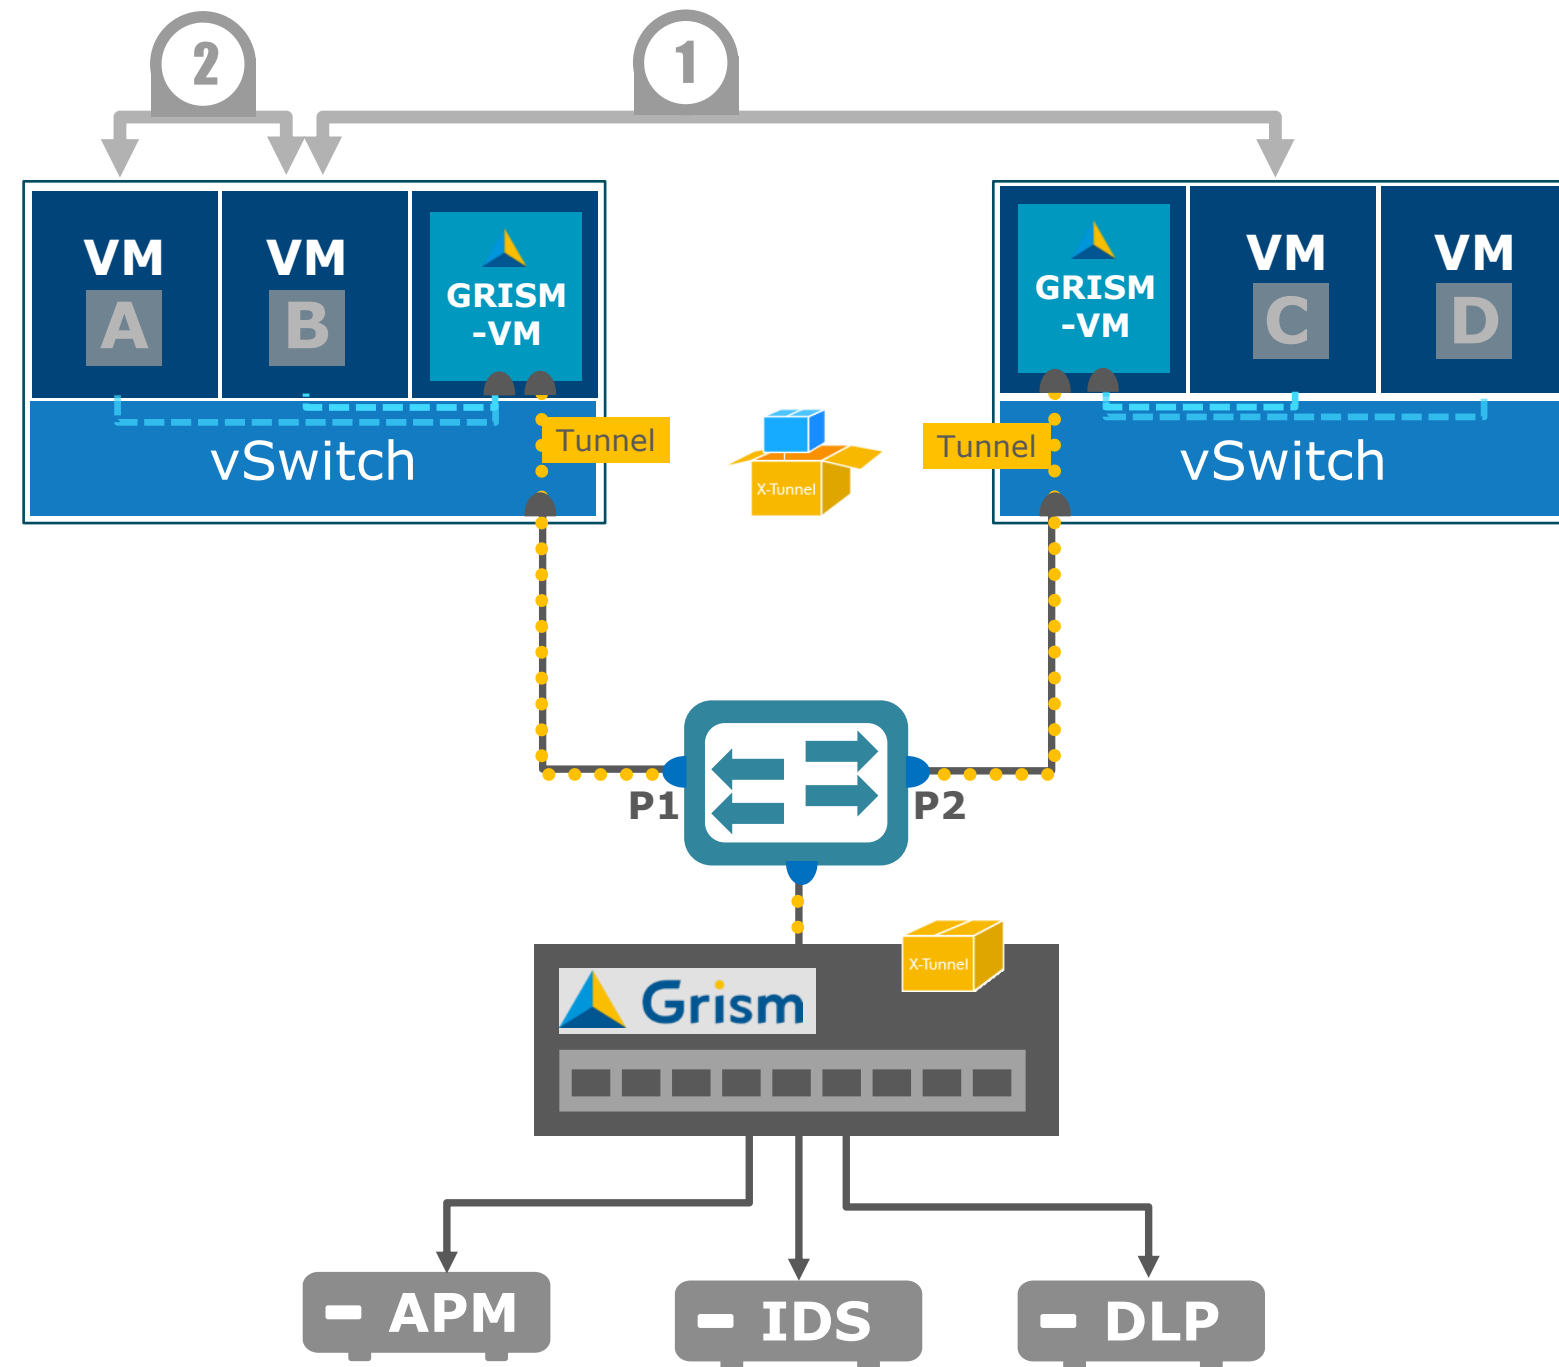 2
1
VM
A
VM
B
GRISM
-VM
GRISM
-VM
VM
C
VM
D
vSwitch
Tunnel
X-Tunnel
Tunnel
vSwitch
P1
P2
X-Tunnel
Grism
APM
IDS
DLP